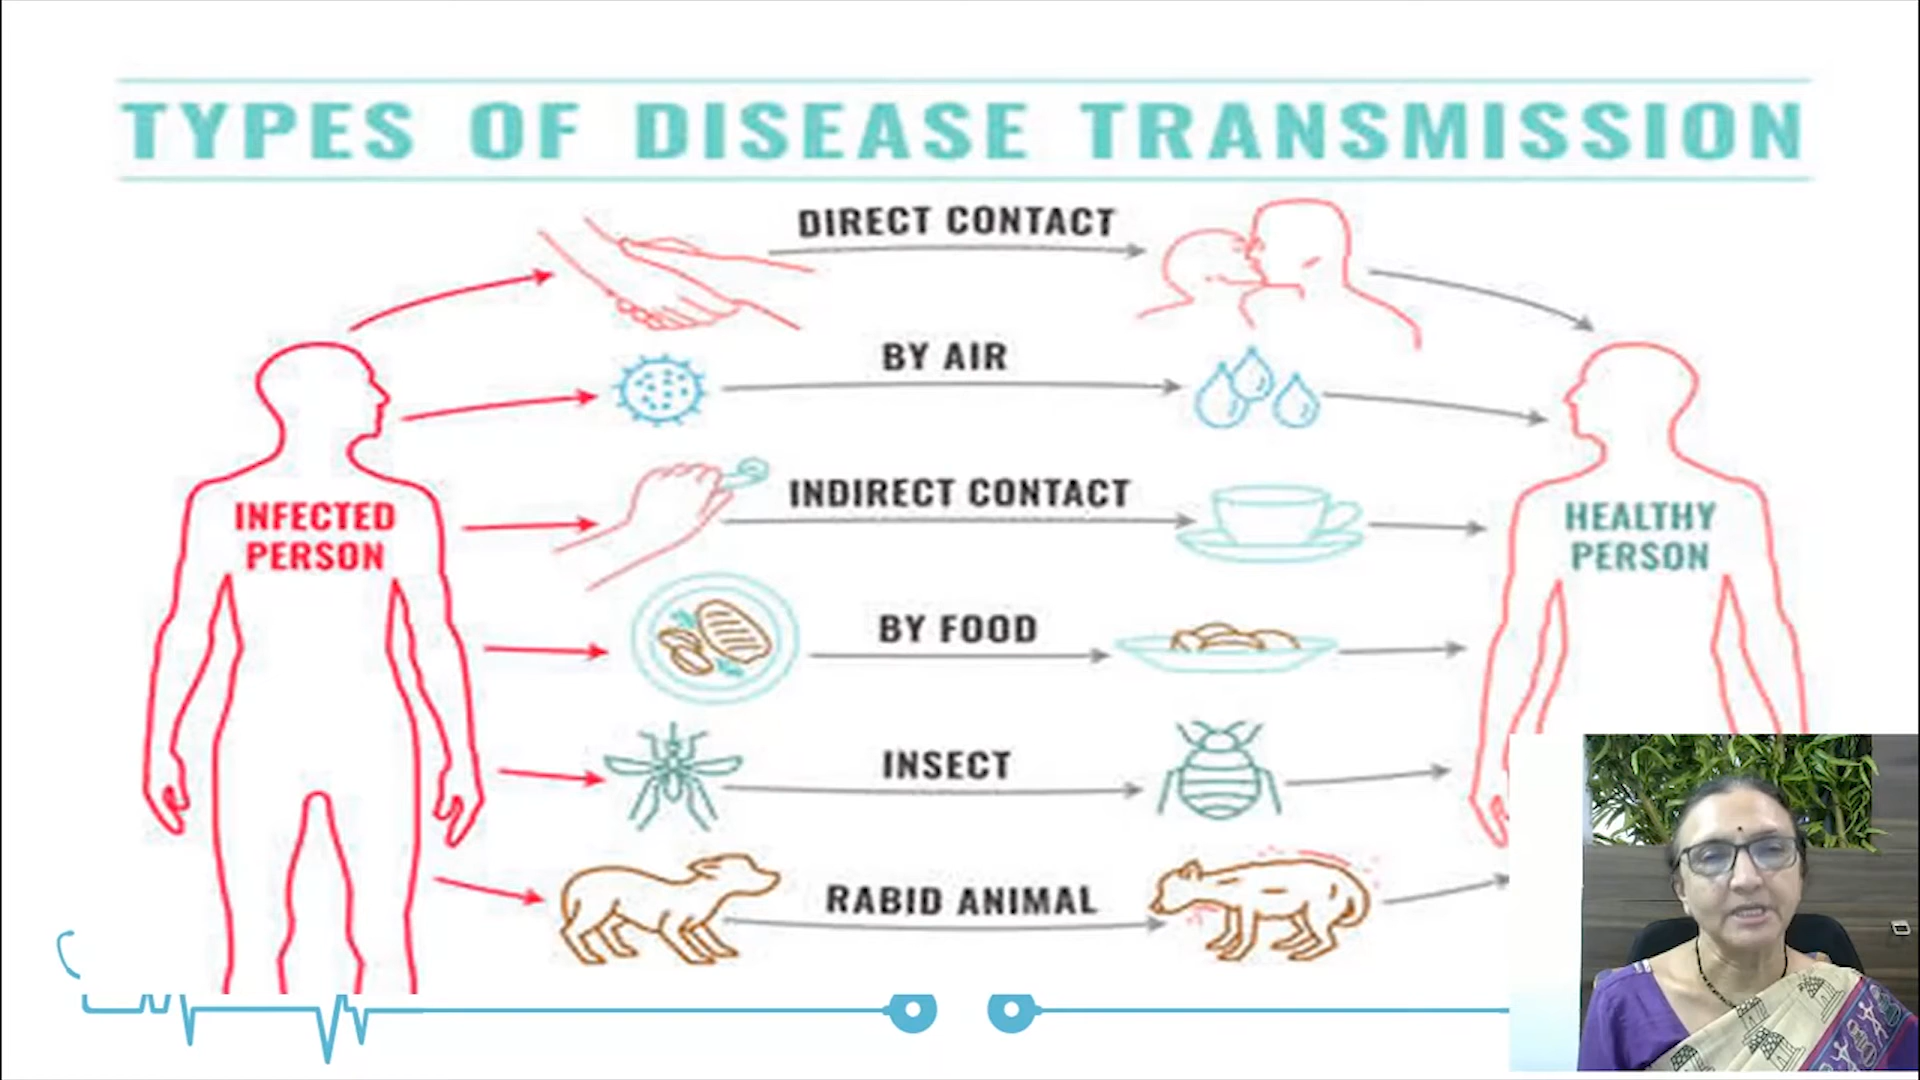 TYPES OF DISEASE TRANSMISSION
DIRECT CONTACT
BY AIR
INDIRECT CONTACT
INFECTED
PERSON
HEALTHY
PERSON
BY FOOD
INSECT
RABID ANIMAL